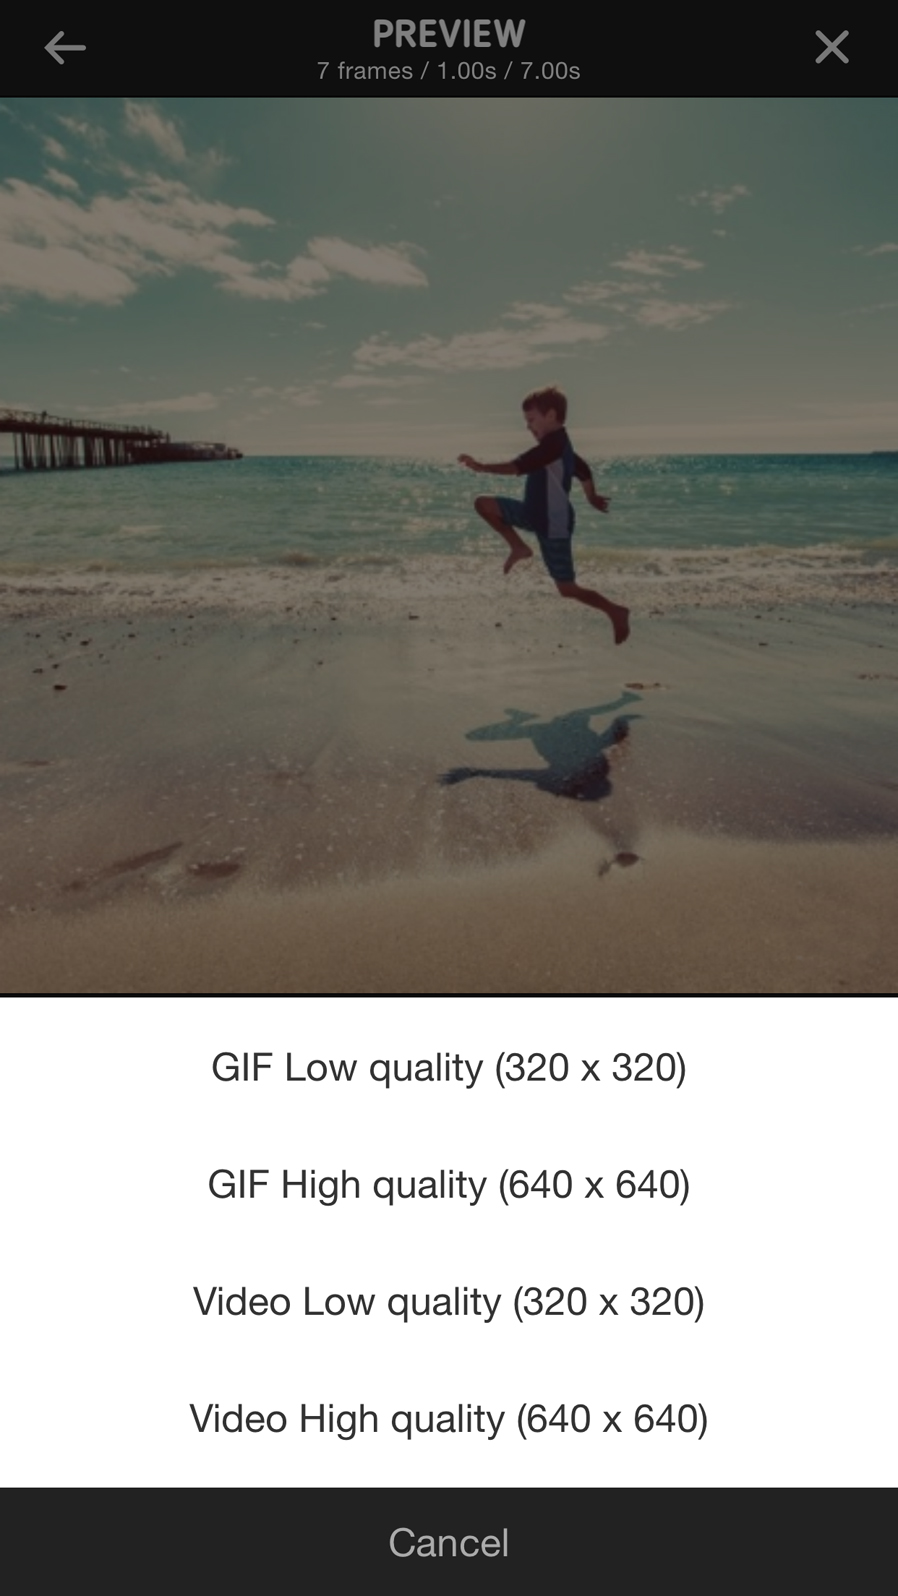 PREVIEW
7 frames / 1.00s / 7.00s
GIF Low quality (320 x 320)
GIF High quality (640 x 640)
Video Low quality (320 x 320)
Video High quality (640 x 640)
Cancel